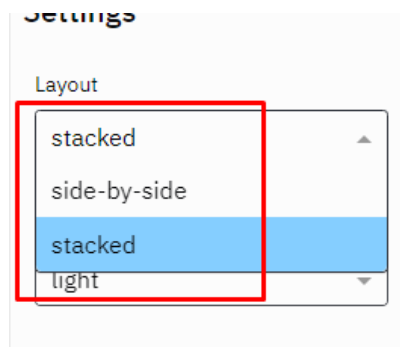 Settings
Layout
stacked
side-by-side
stacked
light